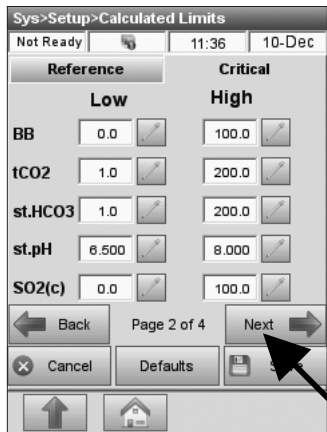 Sys>Setup>Calculated Limits
Not Ready 11:36 10-Dec
Reference Critical
Low High
BB 0.0 100.0
tCO2 1.0 200.0
st.HCO3 1.0 200.0
st.pH 6.500 8.000
SO2(c) 0.0 100.0
Back Page 2 of 4 Next
Cancel Defaults